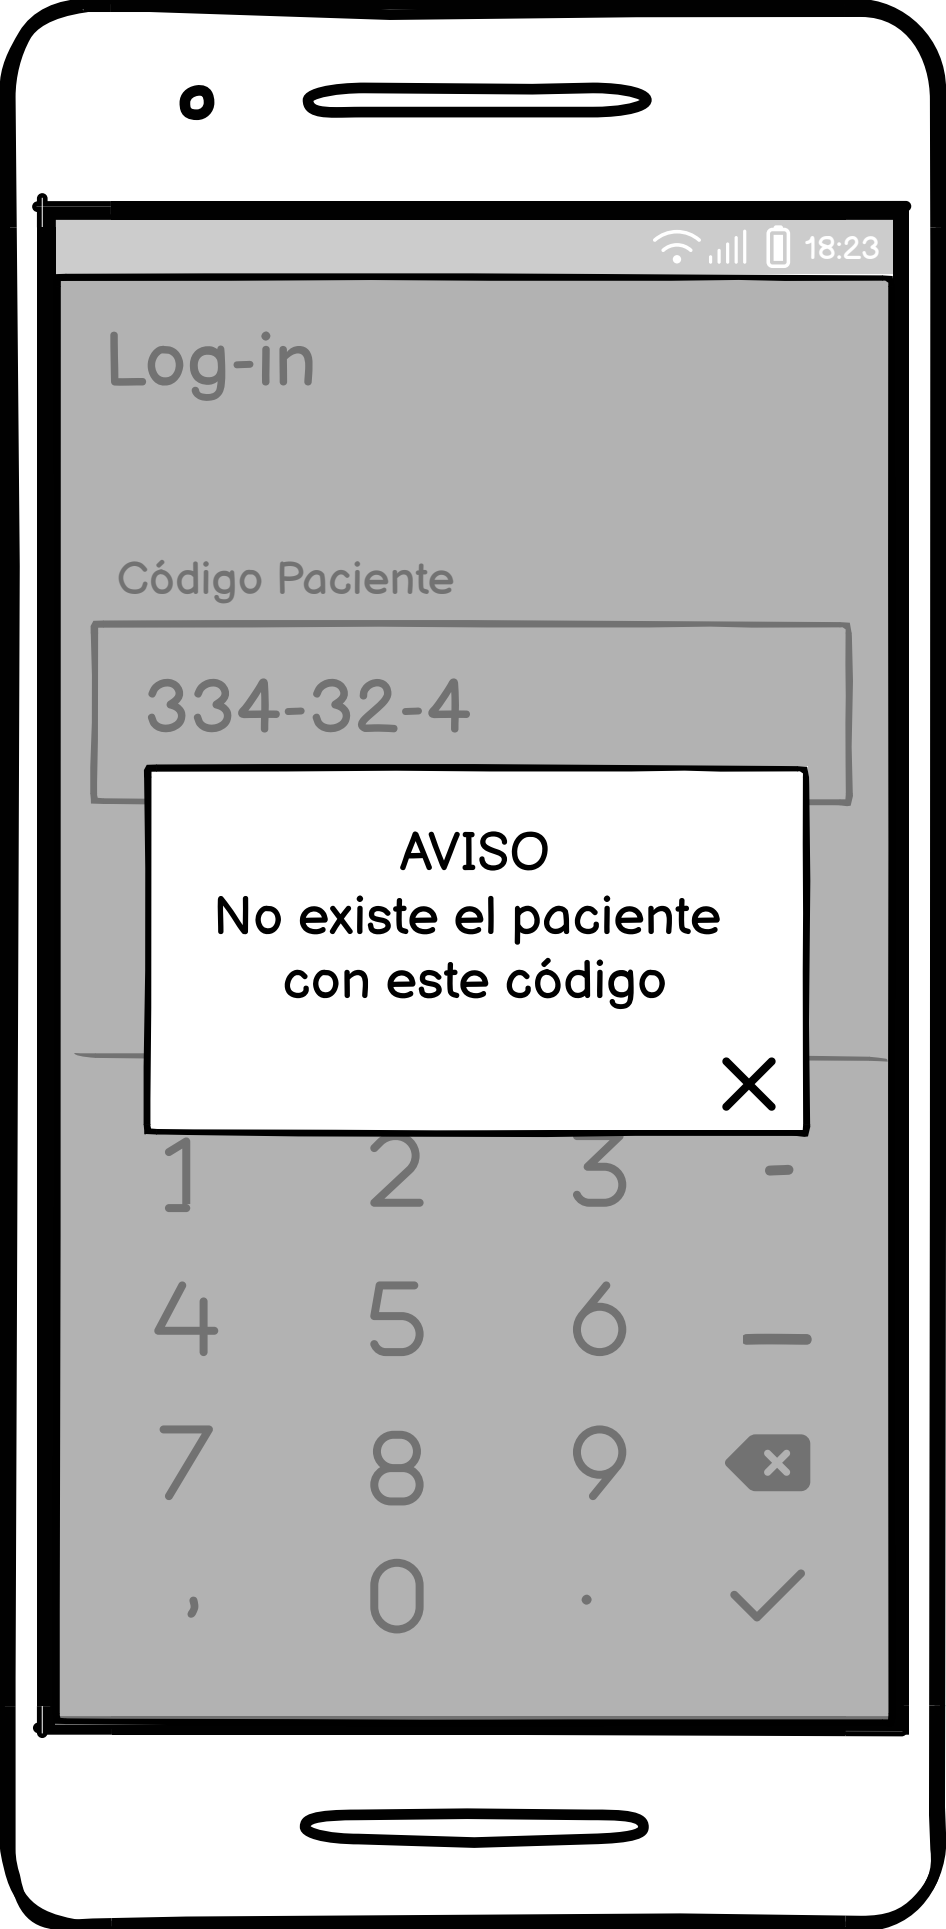 18:23
Log-in
Código Paciente
334-32-4
AVISO
No existe el paciente
con este código
1 2 3 -
4 5 6 _
7 8 9
, 0 .